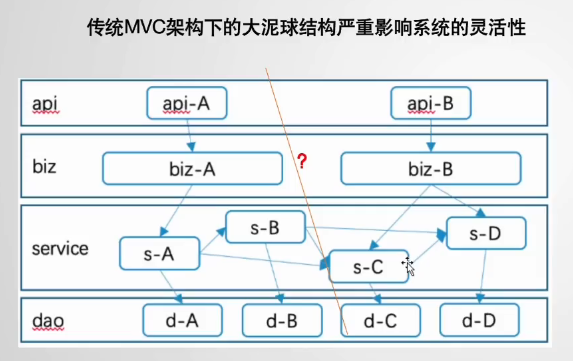 传统MVC架构下的大泥球结构严重影响系统的灵活性
api
api-A
api-B
biz
biz-A
?
biz-B
service
s-A
s-B
s-C
s-D
dao
d-A
d-B
d-C
d-D